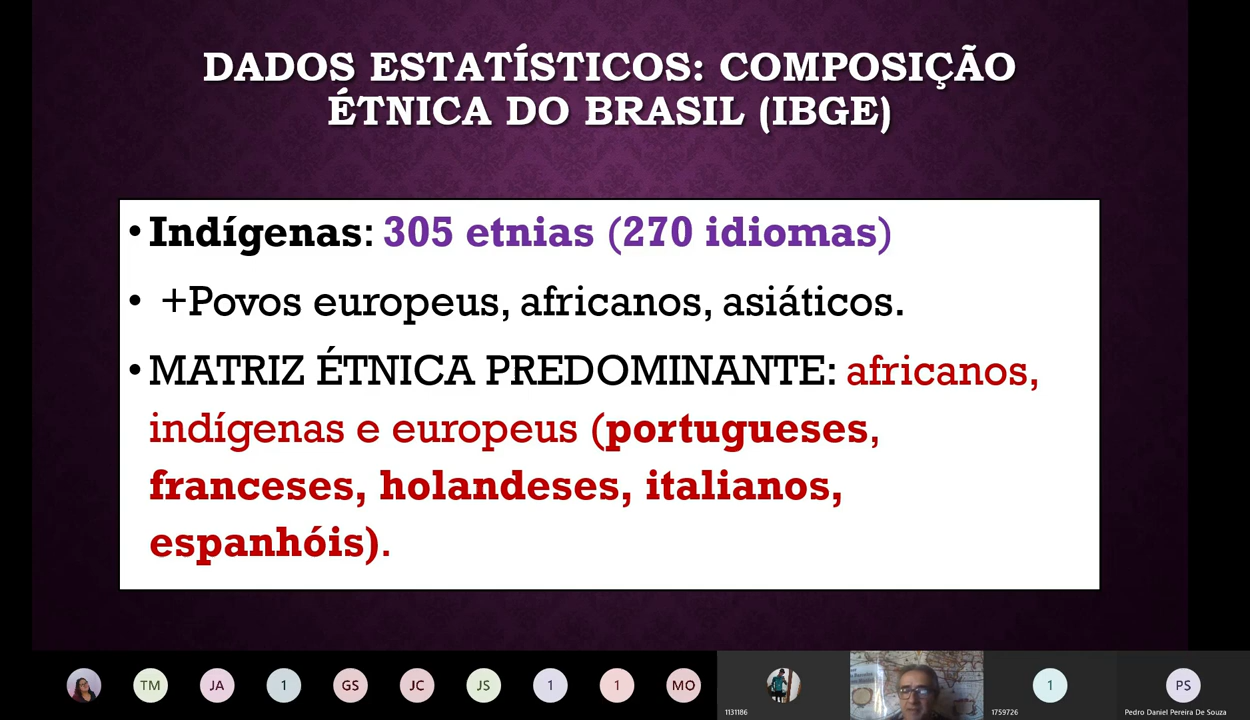 DADOS ESTATÍSTICOS: COMPOSIÇÃO
ÉTNICA DO BRASIL (IBGE)
• Indígenas: 305 etnias (270 idiomas)
• +Povos europeus, africanos, asiáticos.
• MATRIZ ÉTNICA PREDOMINANTE: africanos,
indígenas e europeus (portugueses,
franceses, holandeses, italianos,
espanhóis).
TM JA 1 GS JC JS 1 1 MO 1 PS
1131186 1759726 Pedro Daniel Pereira De Souza